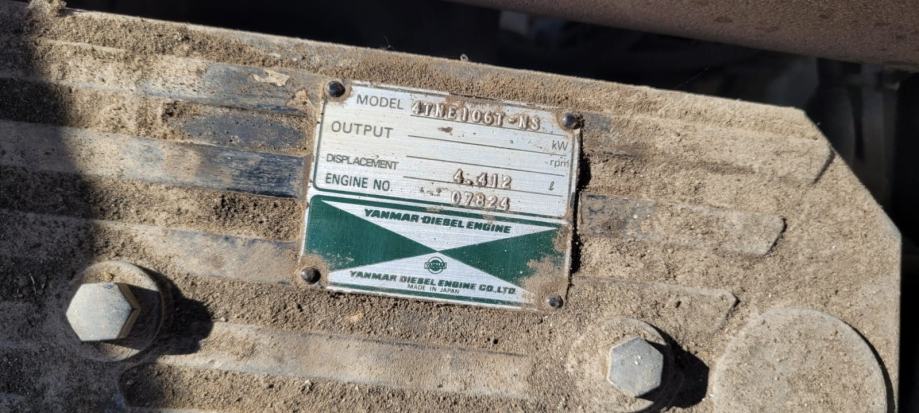 MODEL 4TNE106T-NS
OUTPUT kW
rpm
DISPLACEMENT 4.412 ℓ
ENGINE NO. 07824
YANMAR DIESEL ENGINE
YANMAR DIESEL ENGINE CO.,LTD.
MADE IN JAPAN